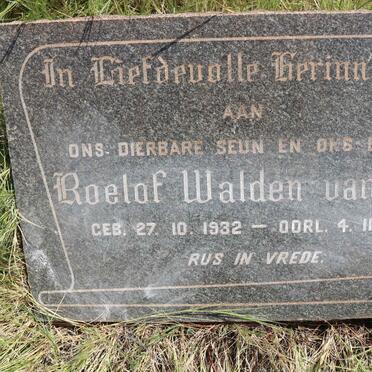 In Liefdevolle Herinn
AAN
ONS DIERBARE SEUN EN ONS
Roelof Walden van
GEB. 27. 10. 1932 — OORL. 4. 1
RUS IN VREDE.